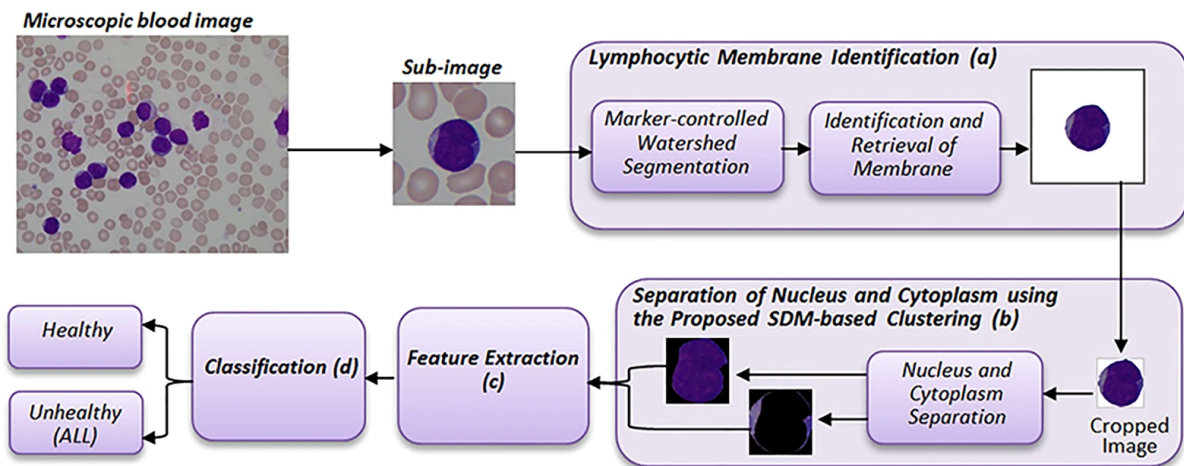 Microscopic blood image
Sub-image
Lymphocytic Membrane Identification (a)
Marker-controlled
Watershed
Segmentation
Identification and
Retrieval of
Membrane
Separation of Nucleus and Cytoplasm using
the Proposed SDM-based Clustering (b)
Nucleus and
Cytoplasm
Separation
Cropped
Image
Feature Extraction
(c)
Classification (d)
Healthy
Unhealthy
(ALL)